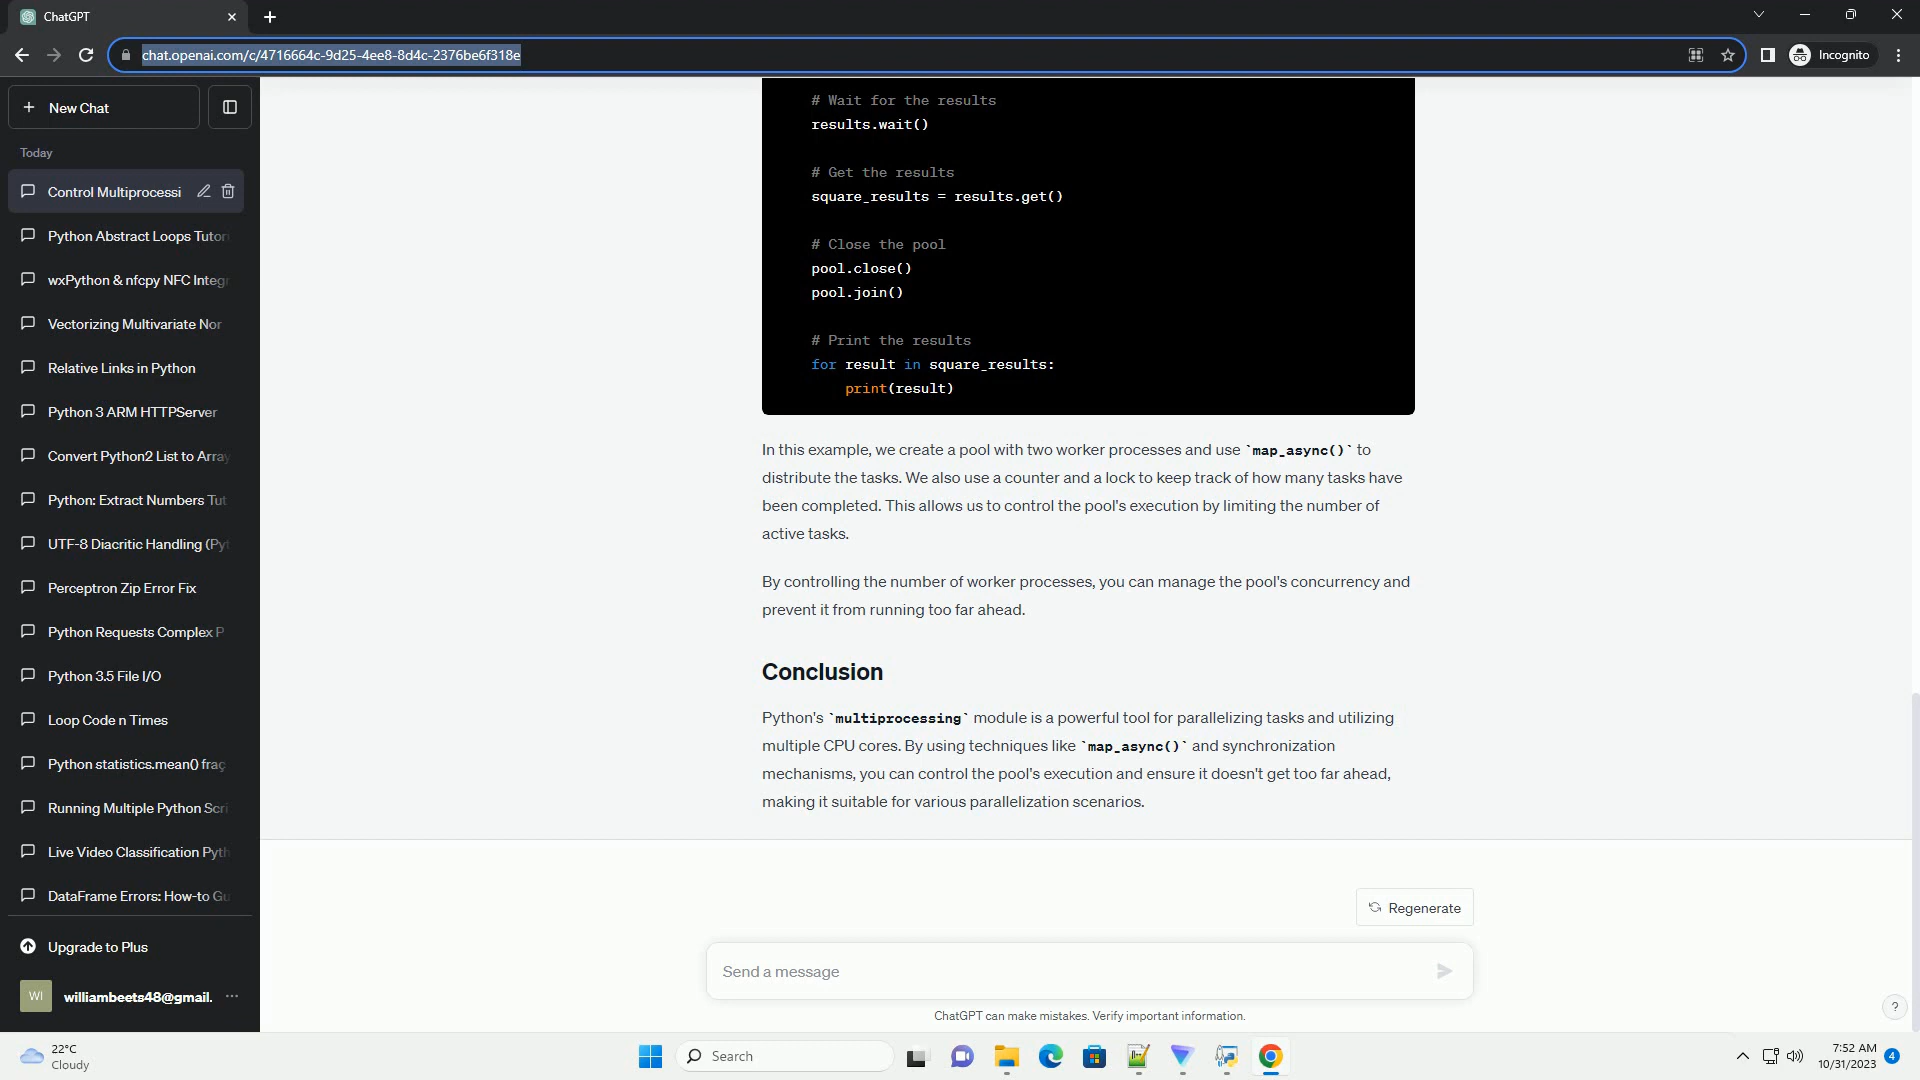 ChatGPT
chat.openai.com/c/4716664c-9d25-4ee8-8d4c-2376be6f318e
Incognito
New Chat
Today
Control Multiprocessi
Python Abstract Loops Tutor
wxPython & nfcpy NFC Integr
Vectorizing Multivariate Nor
Relative Links in Python
Python 3 ARM HTTPServer
Convert Python2 List to Array
Python: Extract Numbers Tut
UTF-8 Diacritic Handling (Pyt
Perceptron Zip Error Fix
Python Requests Complex P
Python 3.5 File I/O
Loop Code n Times
Python statistics.mean() frac
Running Multiple Python Scri
Live Video Classification Pyth
DataFrame Errors: How-to Gu
Upgrade to Plus
WI
williambeets48@gmail.
# Wait for the results
results.wait()
# Get the results
square_results = results.get()
# Close the pool
pool.close()
pool.join()
# Print the results
for result in square_results:
print(result)
In this example, we create a pool with two worker processes and use `map_async()` to
distribute the tasks. We also use a counter and a lock to keep track of how many tasks have
been completed. This allows us to control the pool's execution by limiting the number of
active tasks.
By controlling the number of worker processes, you can manage the pool's concurrency and
prevent it from running too far ahead.
Conclusion
Python's `multiprocessing` module is a powerful tool for parallelizing tasks and utilizing
multiple CPU cores. By using techniques like `map_async()` and synchronization
mechanisms, you can control the pool's execution and ensure it doesn't get too far ahead,
making it suitable for various parallelization scenarios.
Regenerate
Send a message
ChatGPT can make mistakes. Verify important information.
?
22°C
Cloudy
Search
7:52 AM
10/31/2023
4